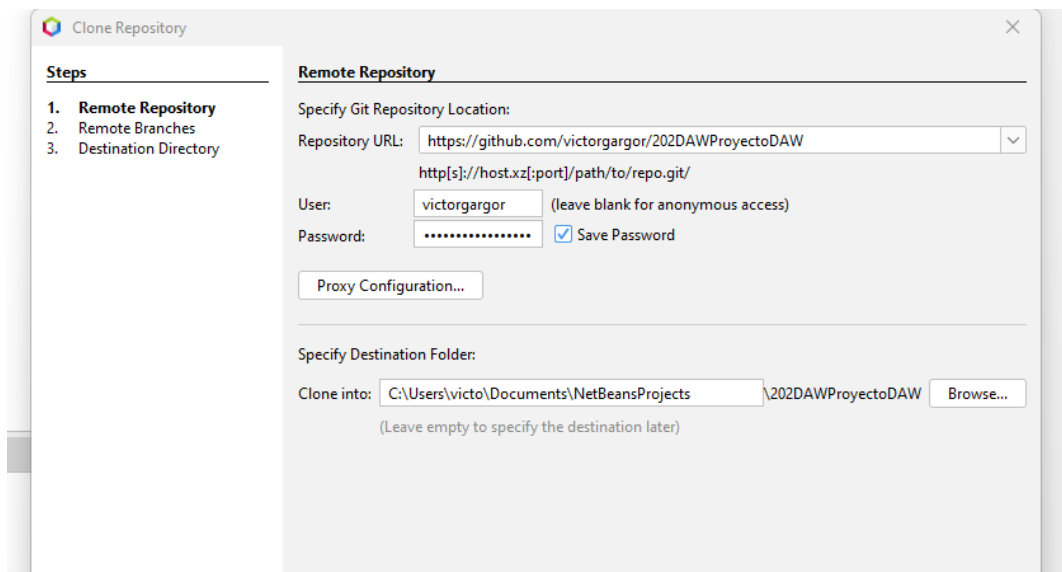 Clone Repository
Steps
1. Remote Repository
2. Remote Branches
3. Destination Directory
Remote Repository
Specify Git Repository Location:
Repository URL: https://github.com/victorgargor/202DAWProyectoDAW
http[s]://host.xz[:port]/path/to/repo.git/
User: victorgargor (leave blank for anonymous access)
Password: ••••••••••••••••• Save Password
Proxy Configuration...
Specify Destination Folder:
Clone into: C:\Users\victo\Documents\NetBeansProjects \202DAWProyectoDAW Browse...
(Leave empty to specify the destination later)